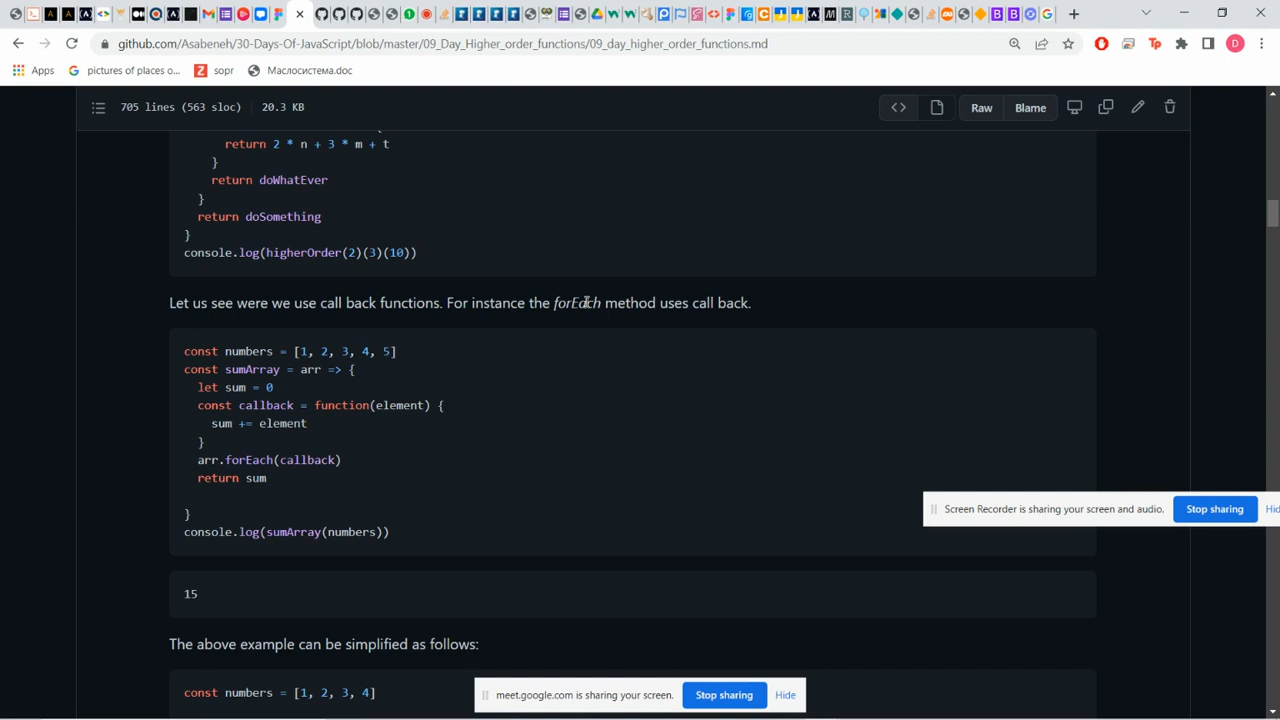 github.com/Asabeneh/30-Days-Of-JavaScript/blob/master/09_Day_Higher_order_functions/09_day_higher_order_functions.md
Apps pictures of places o... sopr Маслосистема.doc
705 lines (563 sloc) 20.3 KB Raw Blame
return 2 * n + 3 * m + t
}
return doWhatEver
}
return doSomething
}
console.log(higherOrder(2)(3)(10))
Let us see were we use call back functions. For instance the forEach method uses call back.
const numbers = [1, 2, 3, 4, 5]
const sumArray = arr => {
let sum = 0
const callback = function(element) {
sum += element
}
arr.forEach(callback)
return sum
}
console.log(sumArray(numbers))
Screen Recorder is sharing your screen and audio. Stop sharing Hid
15
The above example can be simplified as follows:
const numbers = [1, 2, 3, 4]
meet.google.com is sharing your screen. Stop sharing Hide